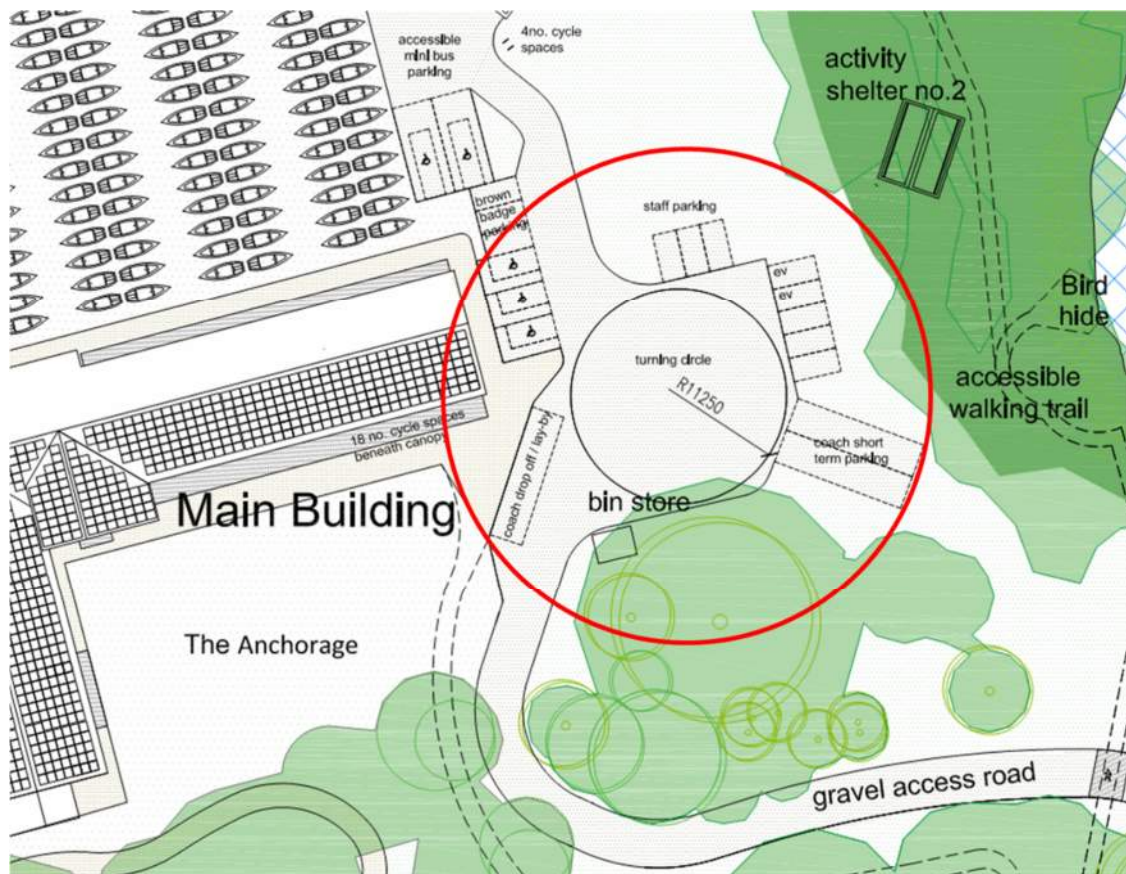 accessible
mini bus
parking
4no. cycle
spaces
activity
shelter no.2
brown
badge
parking
staff parking
ev
ev
Bird
hide
turning circle
R11250
accessible
walking trail
18 no. cycle spaces
beneath canopy
coach drop off / lay-by
coach short
term parking
Main Building
bin store
The Anchorage
gravel access road